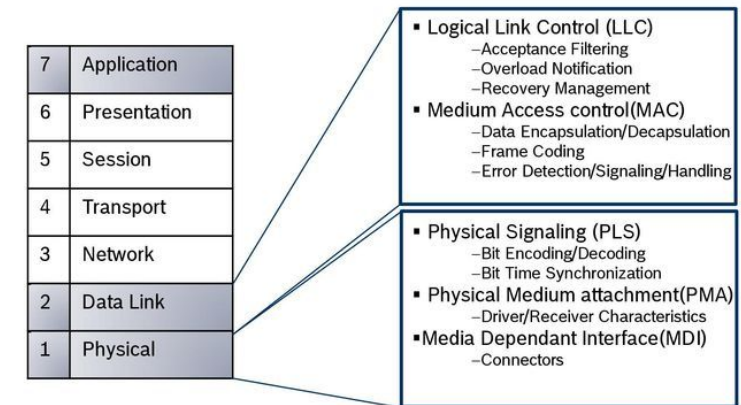 7 Application
6 Presentation
5 Session
4 Transport
3 Network
2 Data Link
1 Physical
▪ Logical Link Control (LLC)
–Acceptance Filtering
–Overload Notification
–Recovery Management
▪ Medium Access control(MAC)
–Data Encapsulation/Decapsulation
–Frame Coding
–Error Detection/Signaling/Handling
▪ Physical Signaling (PLS)
–Bit Encoding/Decoding
–Bit Time Synchronization
▪ Physical Medium attachment(PMA)
–Driver/Receiver Characteristics
▪Media Dependant Interface(MDI)
–Connectors